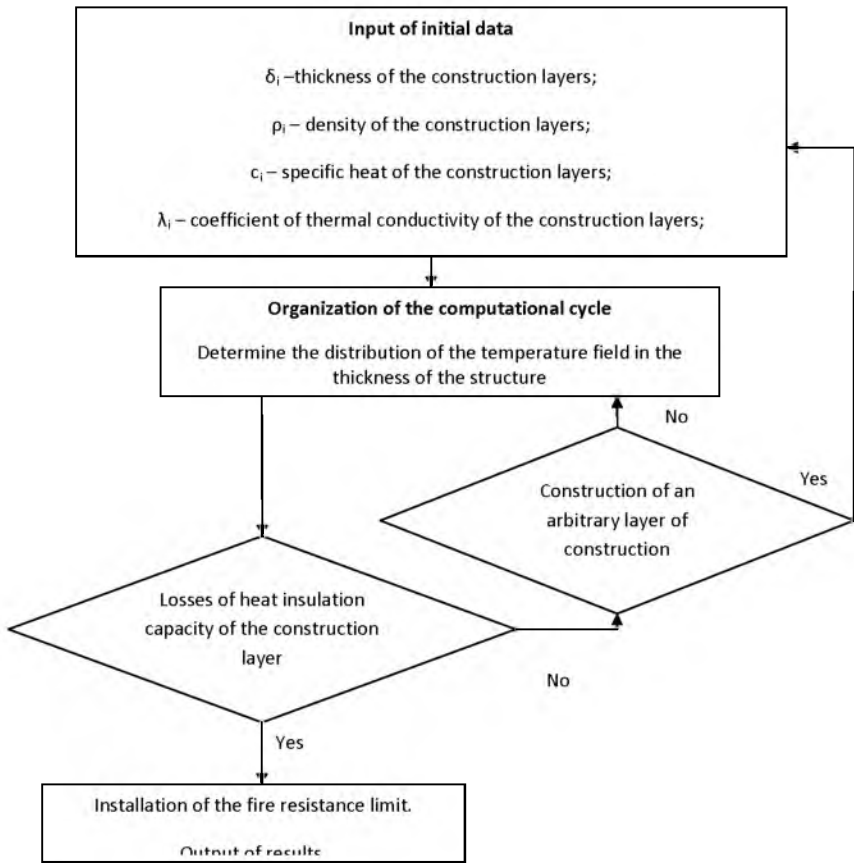 Input of initial data
δi –thickness of the construction layers;
ρi – density of the construction layers;
ci – specific heat of the construction layers;
λi – coefficient of thermal conductivity of the construction layers;
Organization of the computational cycle
Determine the distribution of the temperature field in the
thickness of the structure
No
Yes
Construction of an
arbitrary layer of
construction
Losses of heat insulation
capacity of the construction
layer
No
Yes
Installation of the fire resistance limit.
Output of results